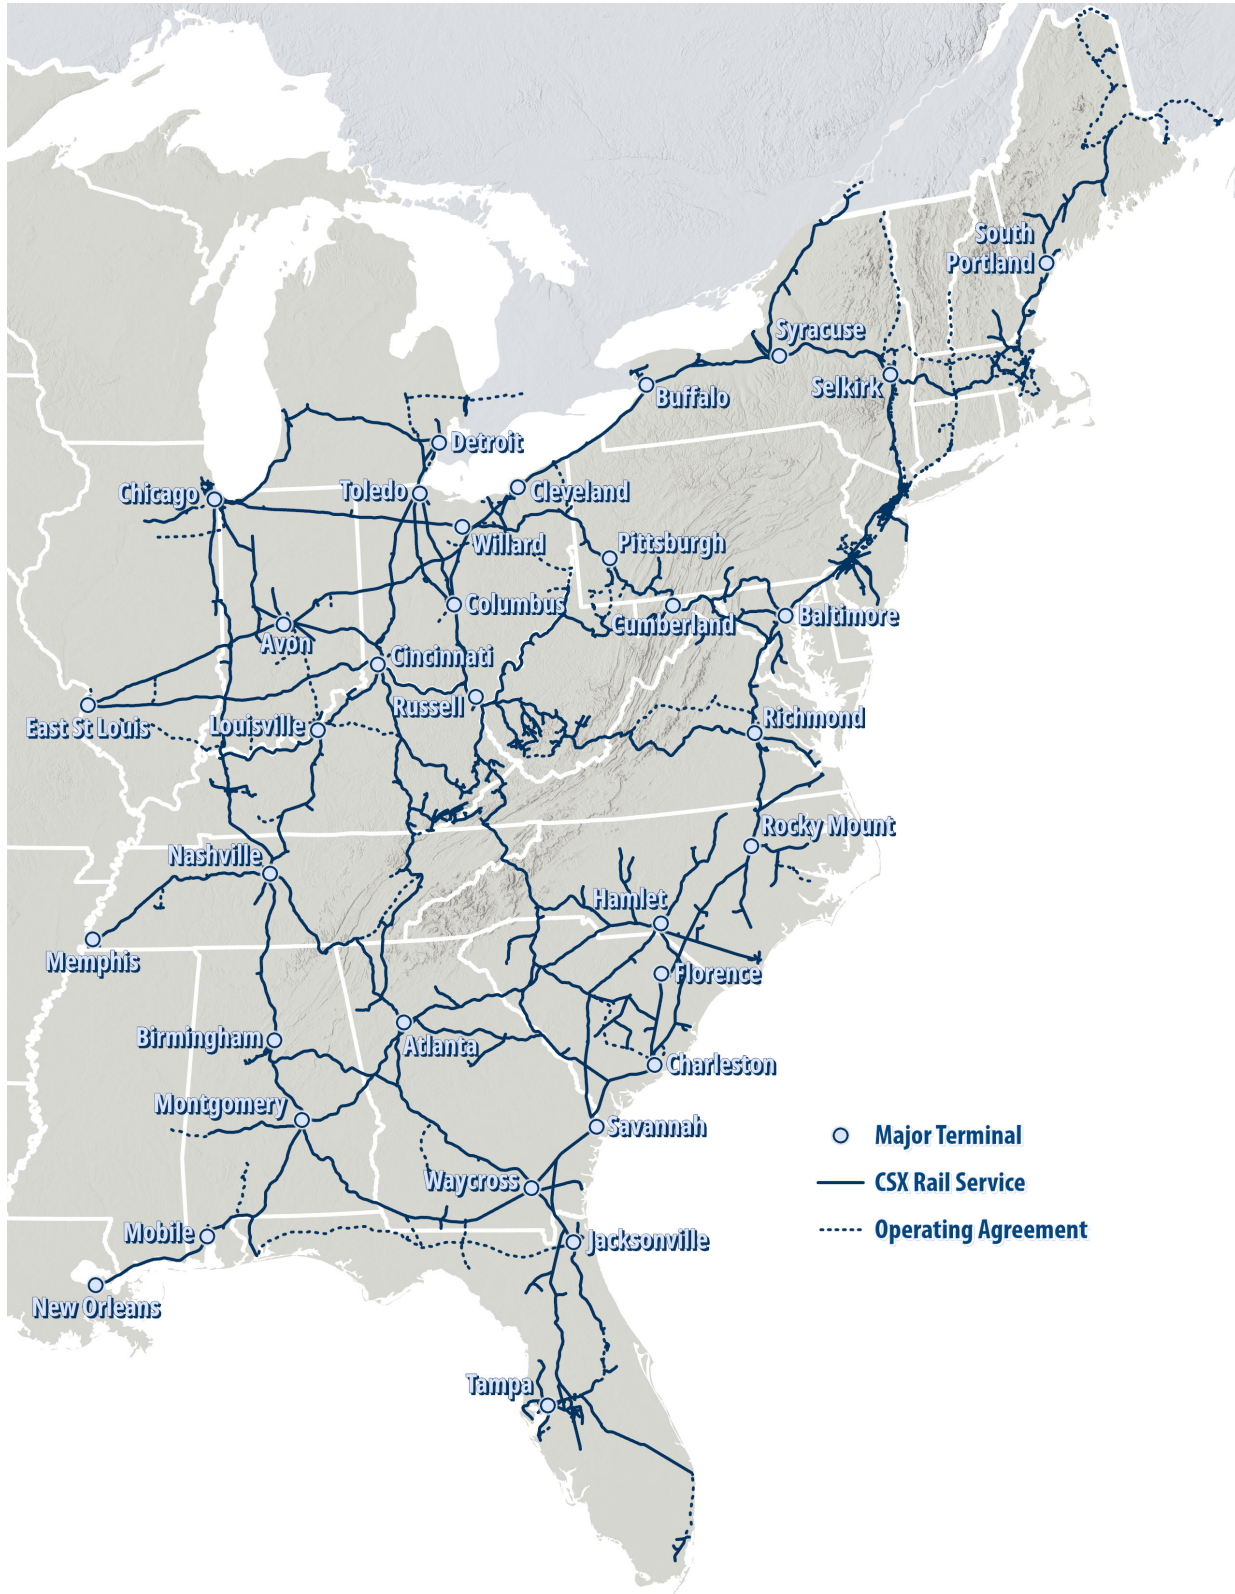 South
Portland
Syracuse
Selkirk
Buffalo
Detroit
Chicago
Toledo
Cleveland
Willard
Pittsburgh
Columbus
Cumberland
Baltimore
Avon
Cincinnati
Russell
East St Louis
Louisville
Richmond
Rocky Mount
Nashville
Hamlet
Memphis
Florence
Birmingham
Atlanta
Charleston
Montgomery
Savannah
Major Terminal
Waycross
CSX Rail Service
Mobile
Jacksonville
Operating Agreement
New Orleans
Tampa